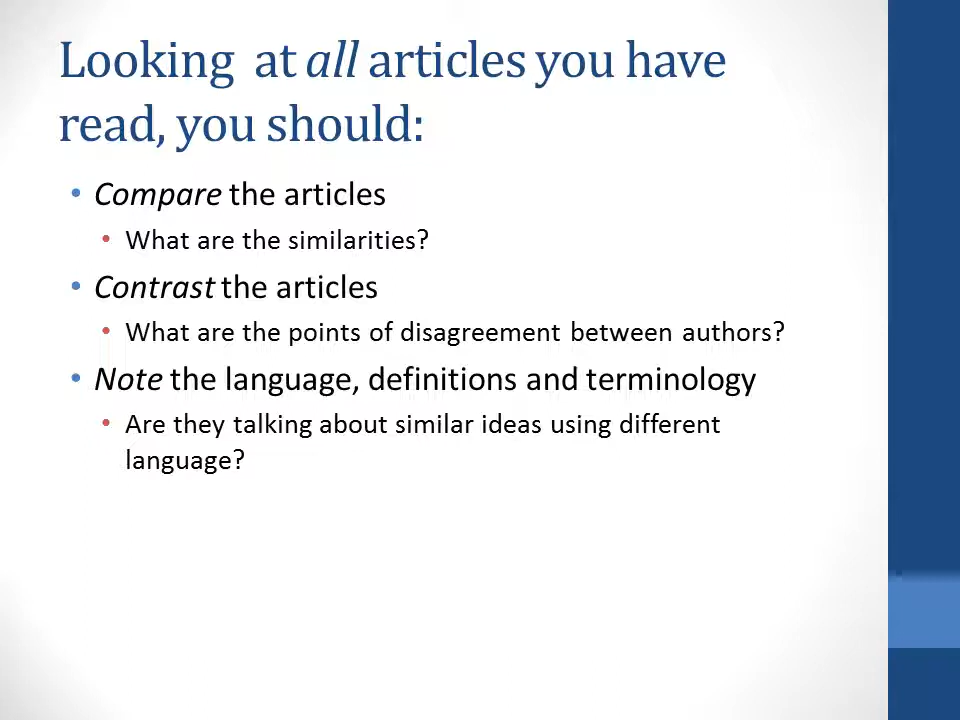 Looking at all articles you have
read, you should:
• Compare the articles
• What are the similarities?
• Contrast the articles
• What are the points of disagreement between authors?
• Note the language, definitions and terminology
• Are they talking about similar ideas using different
language?